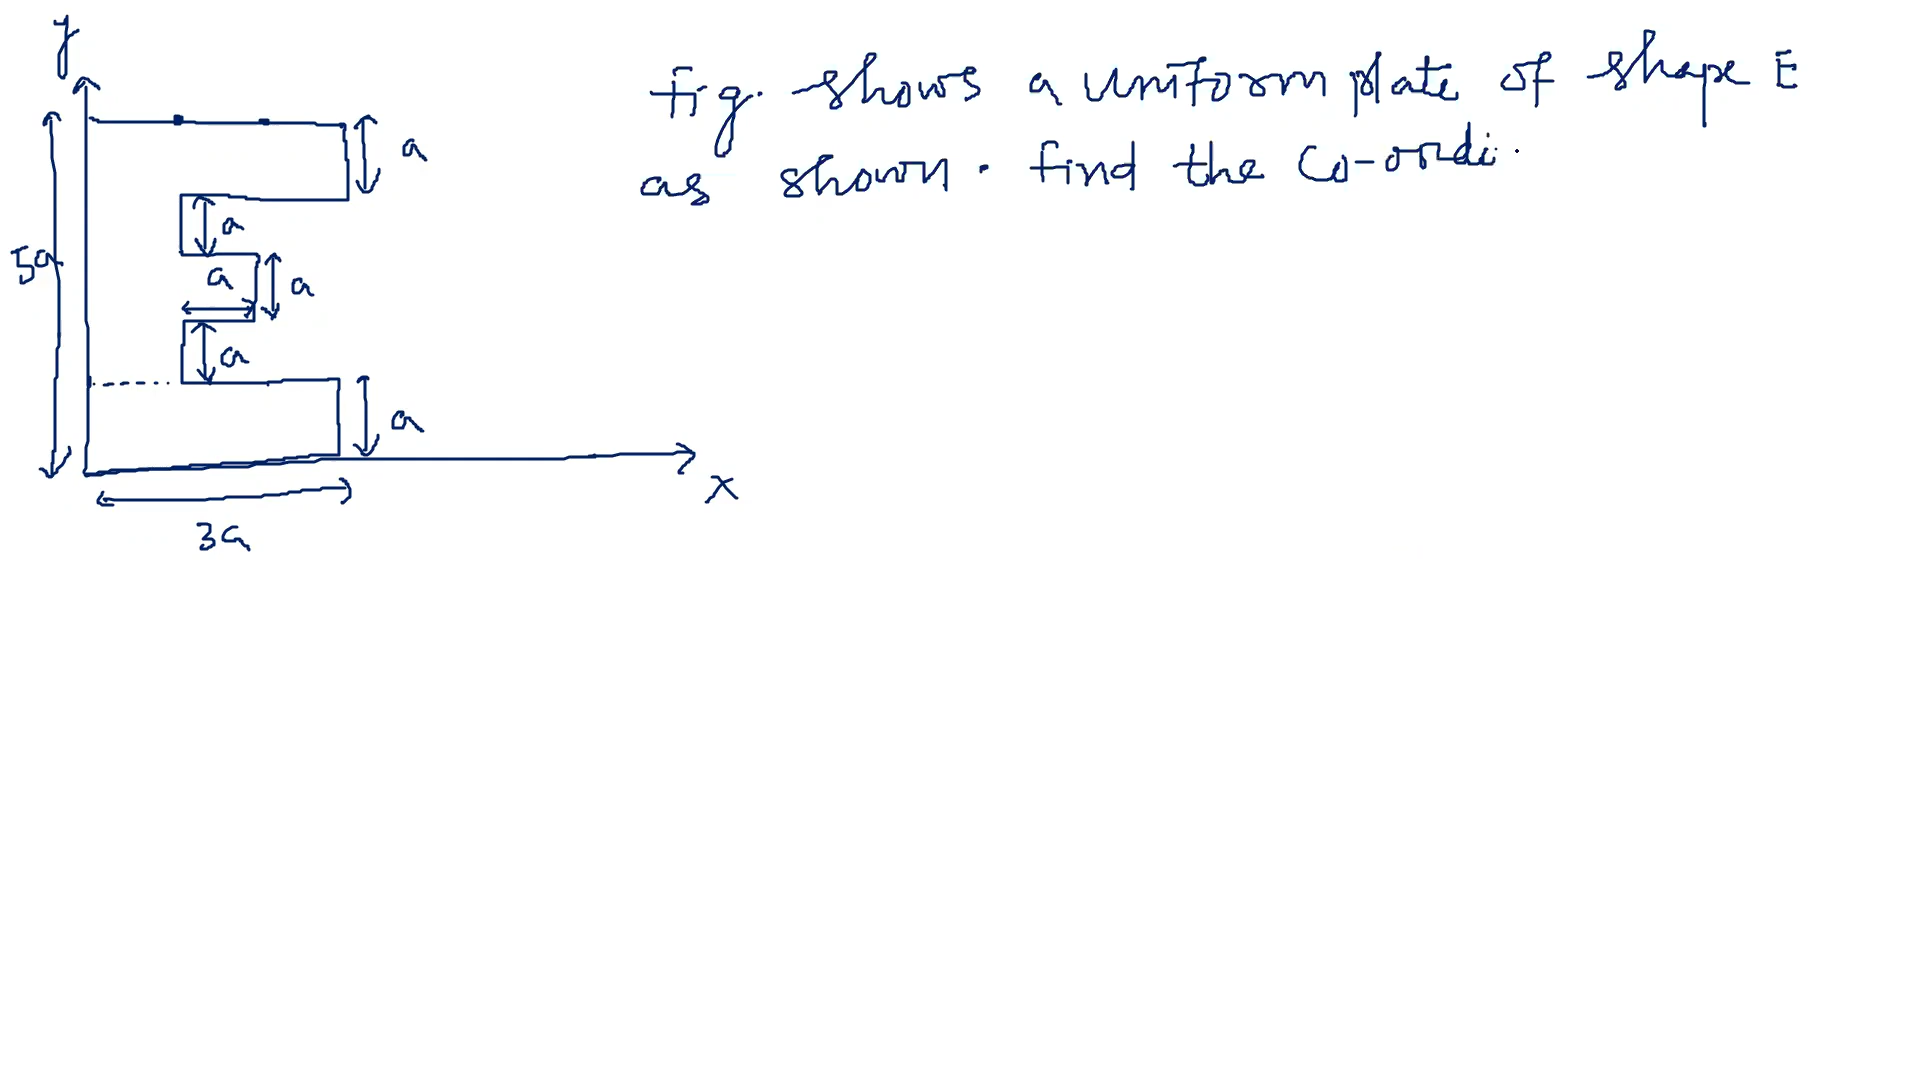 y
fig. shows a uniform plate of shape E
as shown. find the co-ordi
a
a
5a
a
a
a
a
x
3a